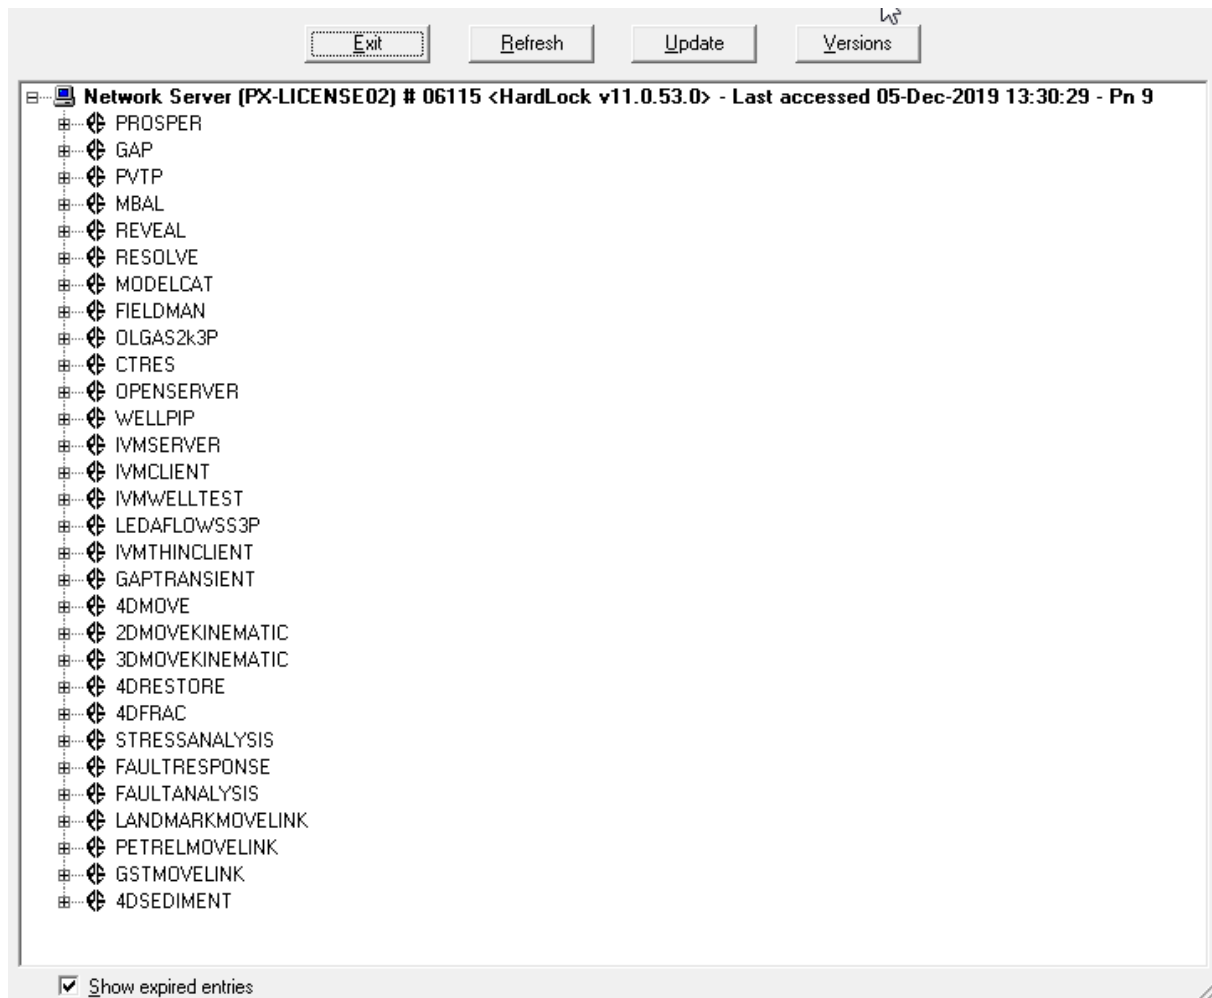 Exit Refresh Update Versions
Network Server (PX-LICENSE02) # 06115 <HardLock v11.0.53.0> - Last accessed 05-Dec-2019 13:30:29 - Pn 9
PROSPER
GAP
PVTP
MBAL
REVEAL
RESOLVE
MODELCAT
FIELDMAN
OLGAS2k3P
CTRES
OPENSERVER
WELLPIP
IVMSERVER
IVMCLIENT
IVMWELLTEST
LEDAFLOWSS3P
IVMTHINCLIENT
GAPTRANSIENT
4DMOVE
2DMOVEKINEMATIC
3DMOVEKINEMATIC
4DRESTORE
4DFRAC
STRESSANALYSIS
FAULTRESPONSE
FAULTANALYSIS
LANDMARKMOVELINK
PETRELMOVELINK
GSTMOVELINK
4DSEDIMENT
Show expired entries